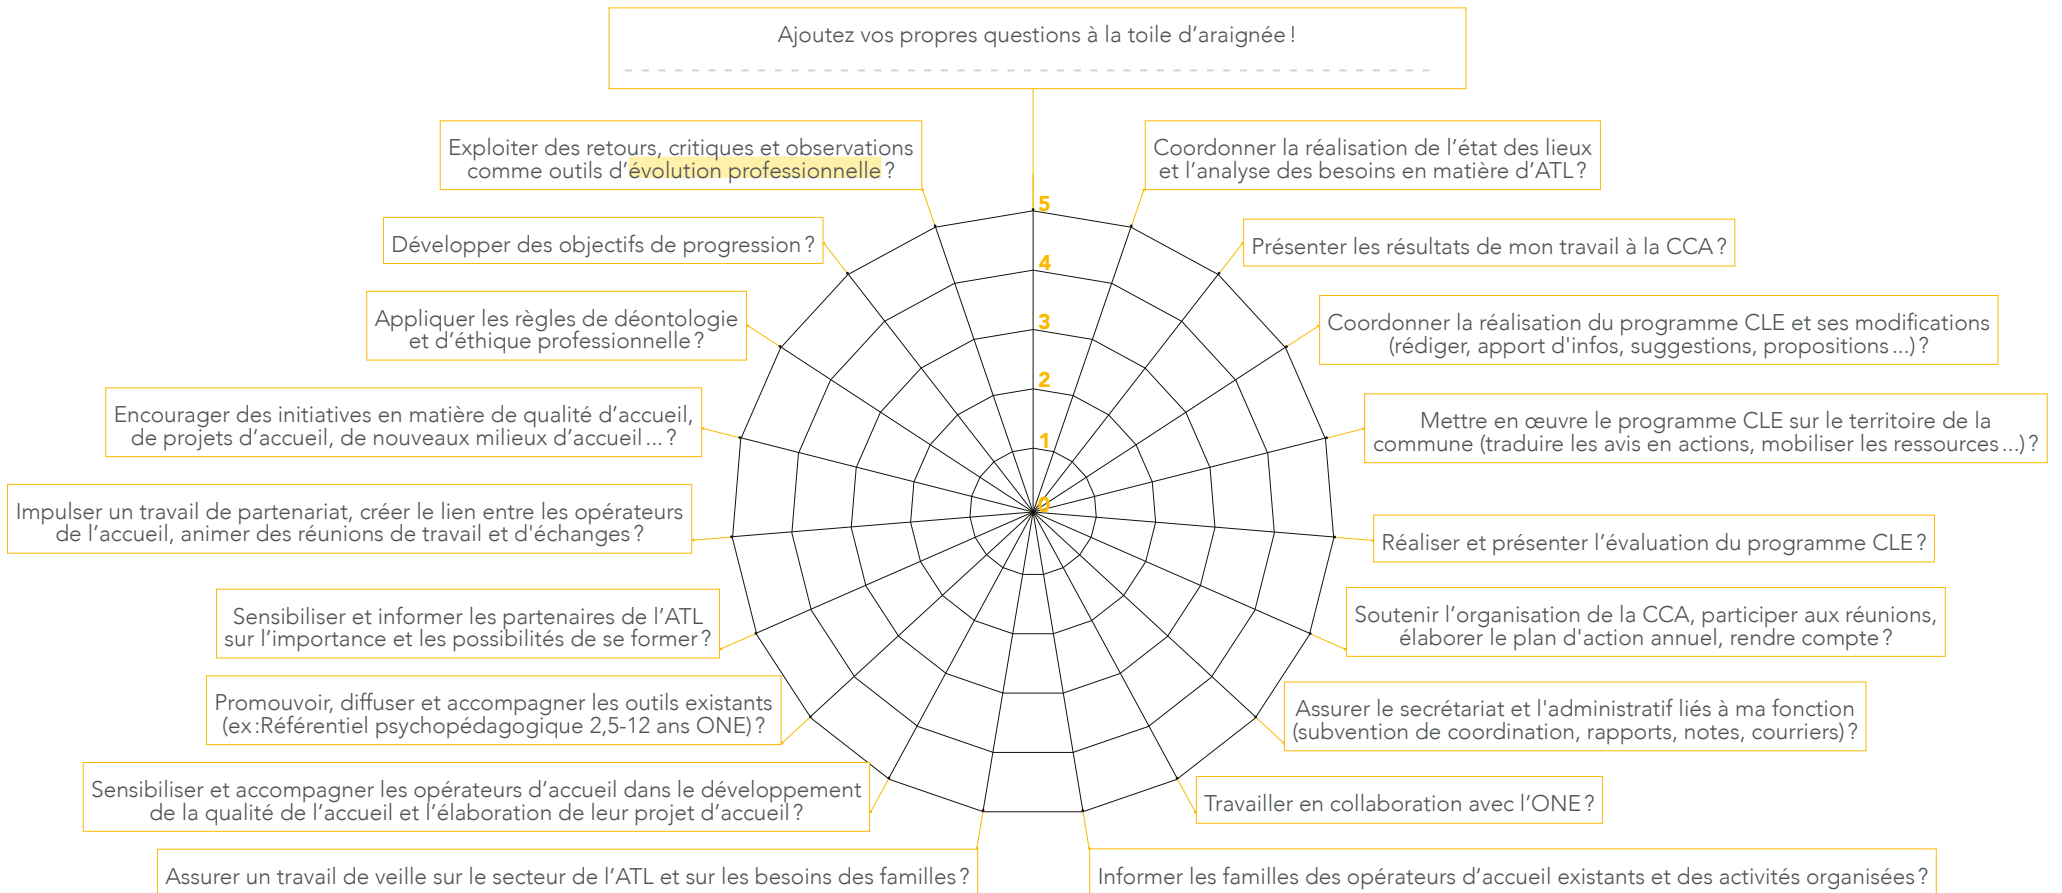 Ajoutez vos propres questions à la toile d'araignée !
Exploiter des retours, critiques et observations
comme outils d'évolution professionnelle ?
Coordonner la réalisation de l'état des lieux
et l'analyse des besoins en matière d'ATL ?
5
Développer des objectifs de progression ?
Présenter les résultats de mon travail à la CCA ?
4
Appliquer les règles de déontologie
et d'éthique professionnelle ?
Coordonner la réalisation du programme CLE et ses modifications
(rédiger, apport d'infos, suggestions, propositions ...) ?
3
2
Encourager des initiatives en matière de qualité d'accueil,
de projets d'accueil, de nouveaux milieux d'accueil ... ?
Mettre en œuvre le programme CLE sur le territoire de la
commune (traduire les avis en actions, mobiliser les ressources ...) ?
1
0
Impulser un travail de partenariat, créer le lien entre les opérateurs
de l'accueil, animer des réunions de travail et d'échanges ?
Réaliser et présenter l'évaluation du programme CLE ?
Sensibiliser et informer les partenaires de l'ATL
sur l'importance et les possibilités de se former ?
Soutenir l'organisation de la CCA, participer aux réunions,
élaborer le plan d'action annuel, rendre compte ?
Promouvoir, diffuser et accompagner les outils existants
(ex :Référentiel psychopédagogique 2,5-12 ans ONE) ?
Assurer le secrétariat et l'administratif liés à ma fonction
(subvention de coordination, rapports, notes, courriers) ?
Sensibiliser et accompagner les opérateurs d'accueil dans le développement
de la qualité de l'accueil et l'élaboration de leur projet d'accueil ?
Travailler en collaboration avec l'ONE ?
Assurer un travail de veille sur le secteur de l'ATL et sur les besoins des familles ?
Informer les familles des opérateurs d'accueil existants et des activités organisées ?